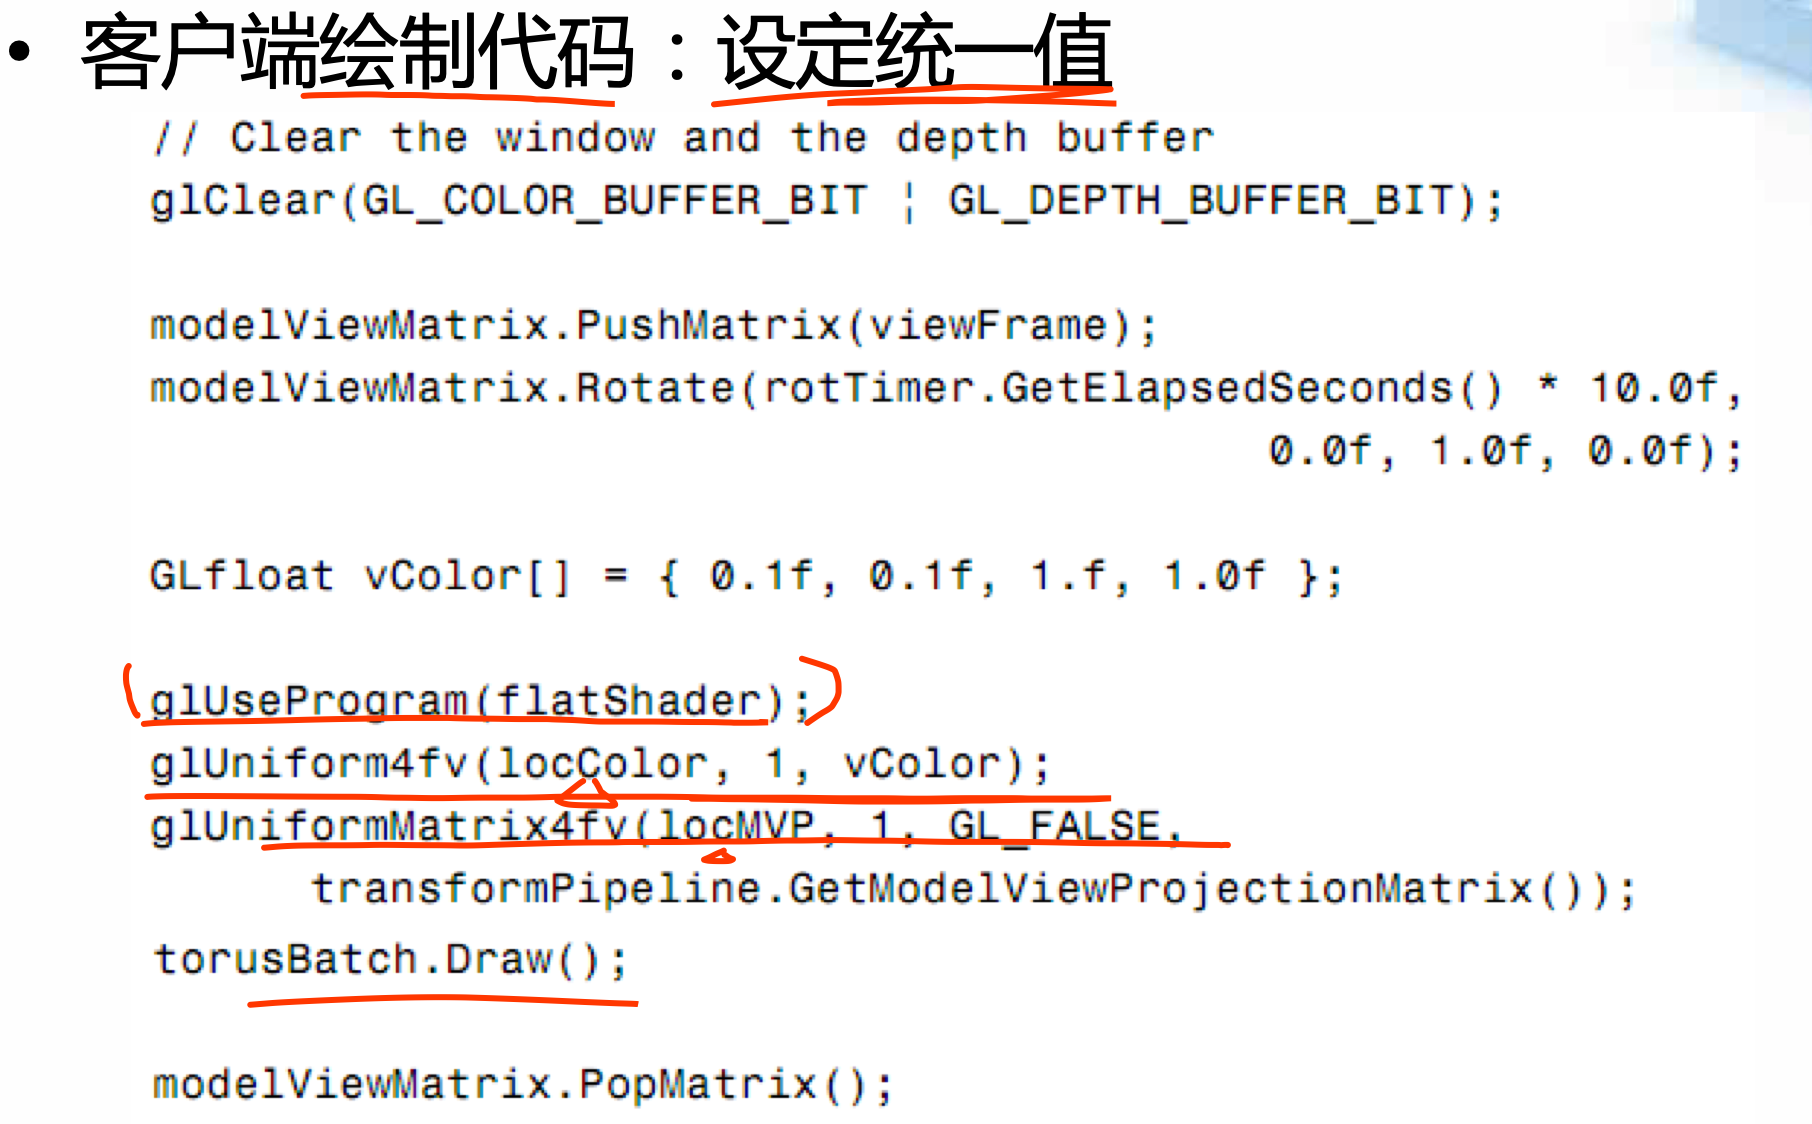 • 客户端绘制代码：设定统一值
// Clear the window and the depth buffer
glClear(GL_COLOR_BUFFER_BIT ¦ GL_DEPTH_BUFFER_BIT);
modelViewMatrix.PushMatrix(viewFrame);
modelViewMatrix.Rotate(rotTimer.GetElapsedSeconds() * 10.0f,
0.0f, 1.0f, 0.0f);
GLfloat vColor[] = { 0.1f, 0.1f, 1.f, 1.0f };
glUseProgram(flatShader);
glUniform4fv(locColor, 1, vColor);
glUniformMatrix4fv(locMVP, 1, GL_FALSE,
transformPipeline.GetModelViewProjectionMatrix());
torusBatch.Draw();
modelViewMatrix.PopMatrix();